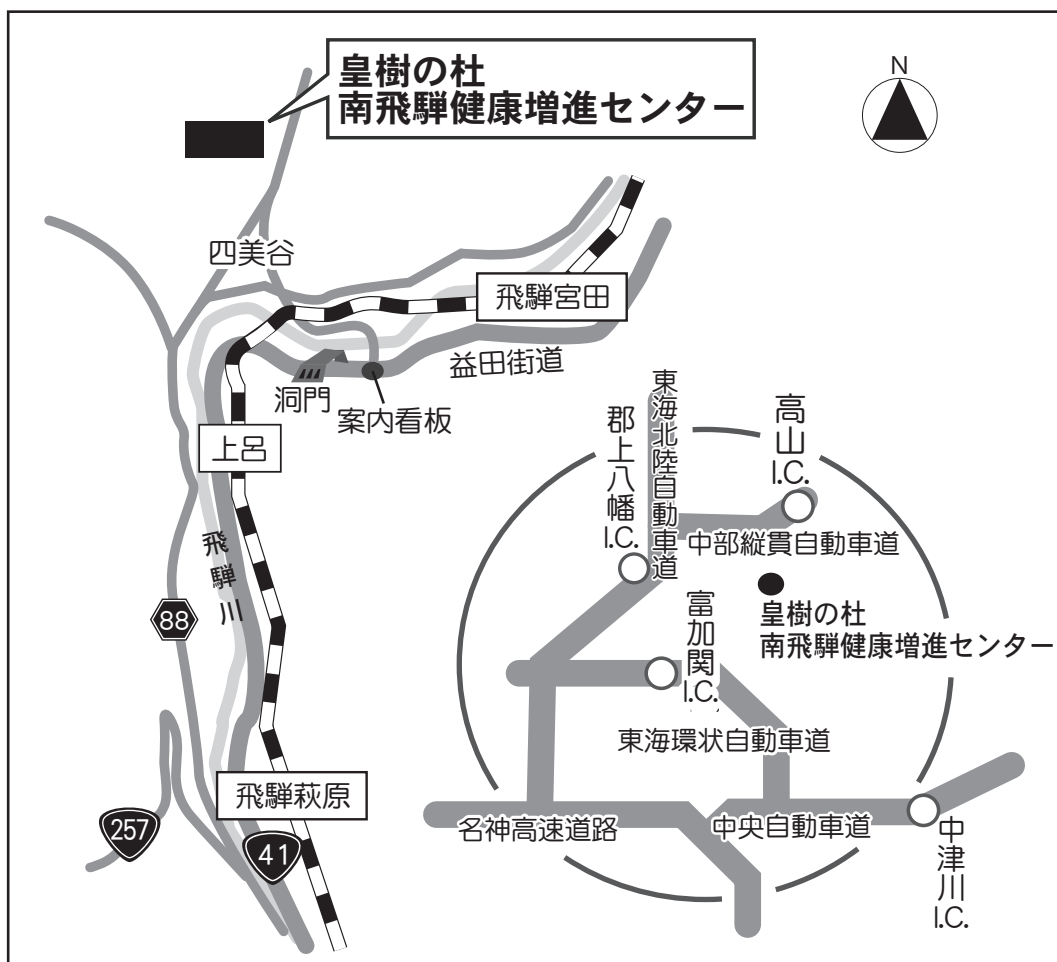 皇樹の杜
南飛騨健康増進センター
N
四美谷
飛騨宮田
益田街道
洞門
案内看板
上呂
飛騨川
88
飛騨萩原
257
41
東海北陸自動車道
高山
I.C.
郡上八幡
I.C.
中部縦貫自動車道
皇樹の杜
南飛騨健康増進センター
富加関
I.C.
東海環状自動車道
名神高速道路
中央自動車道
中津川
I.C.